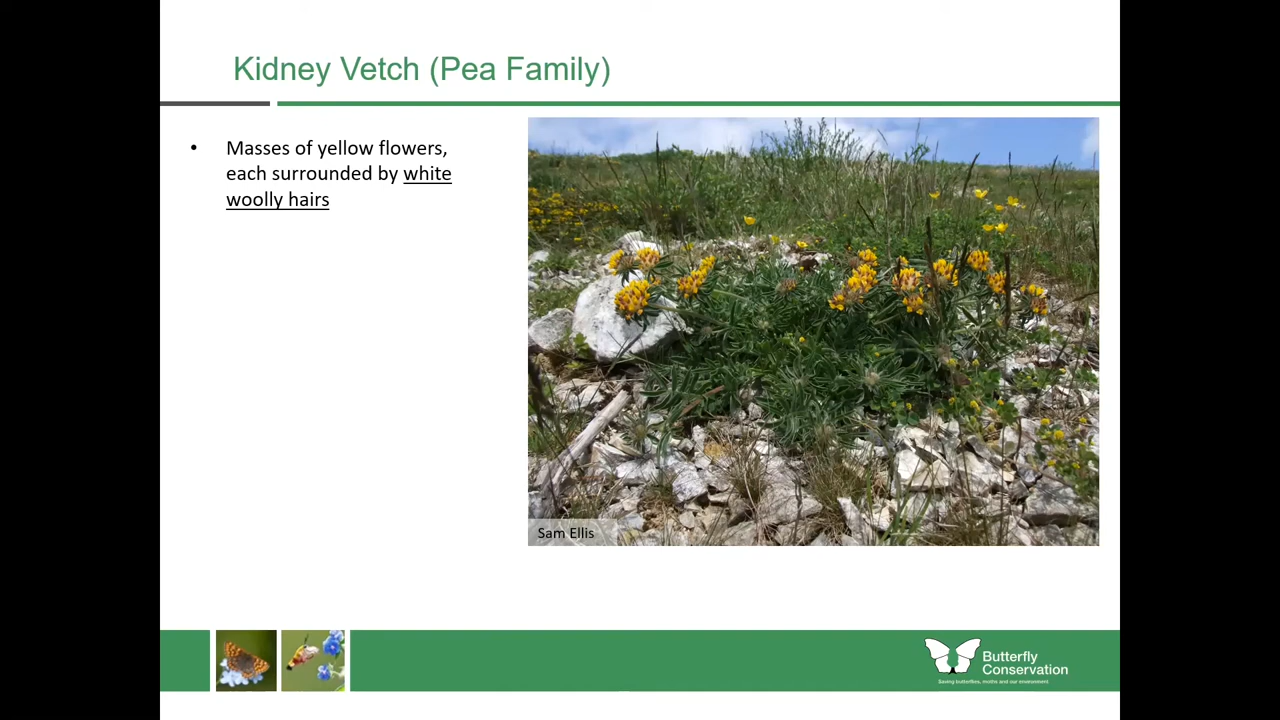 Kidney Vetch (Pea Family)
• Masses of yellow flowers,
each surrounded by white
woolly hairs
Sam Ellis
Butterfly
Conservation
Saving butterflies, moths and our environment